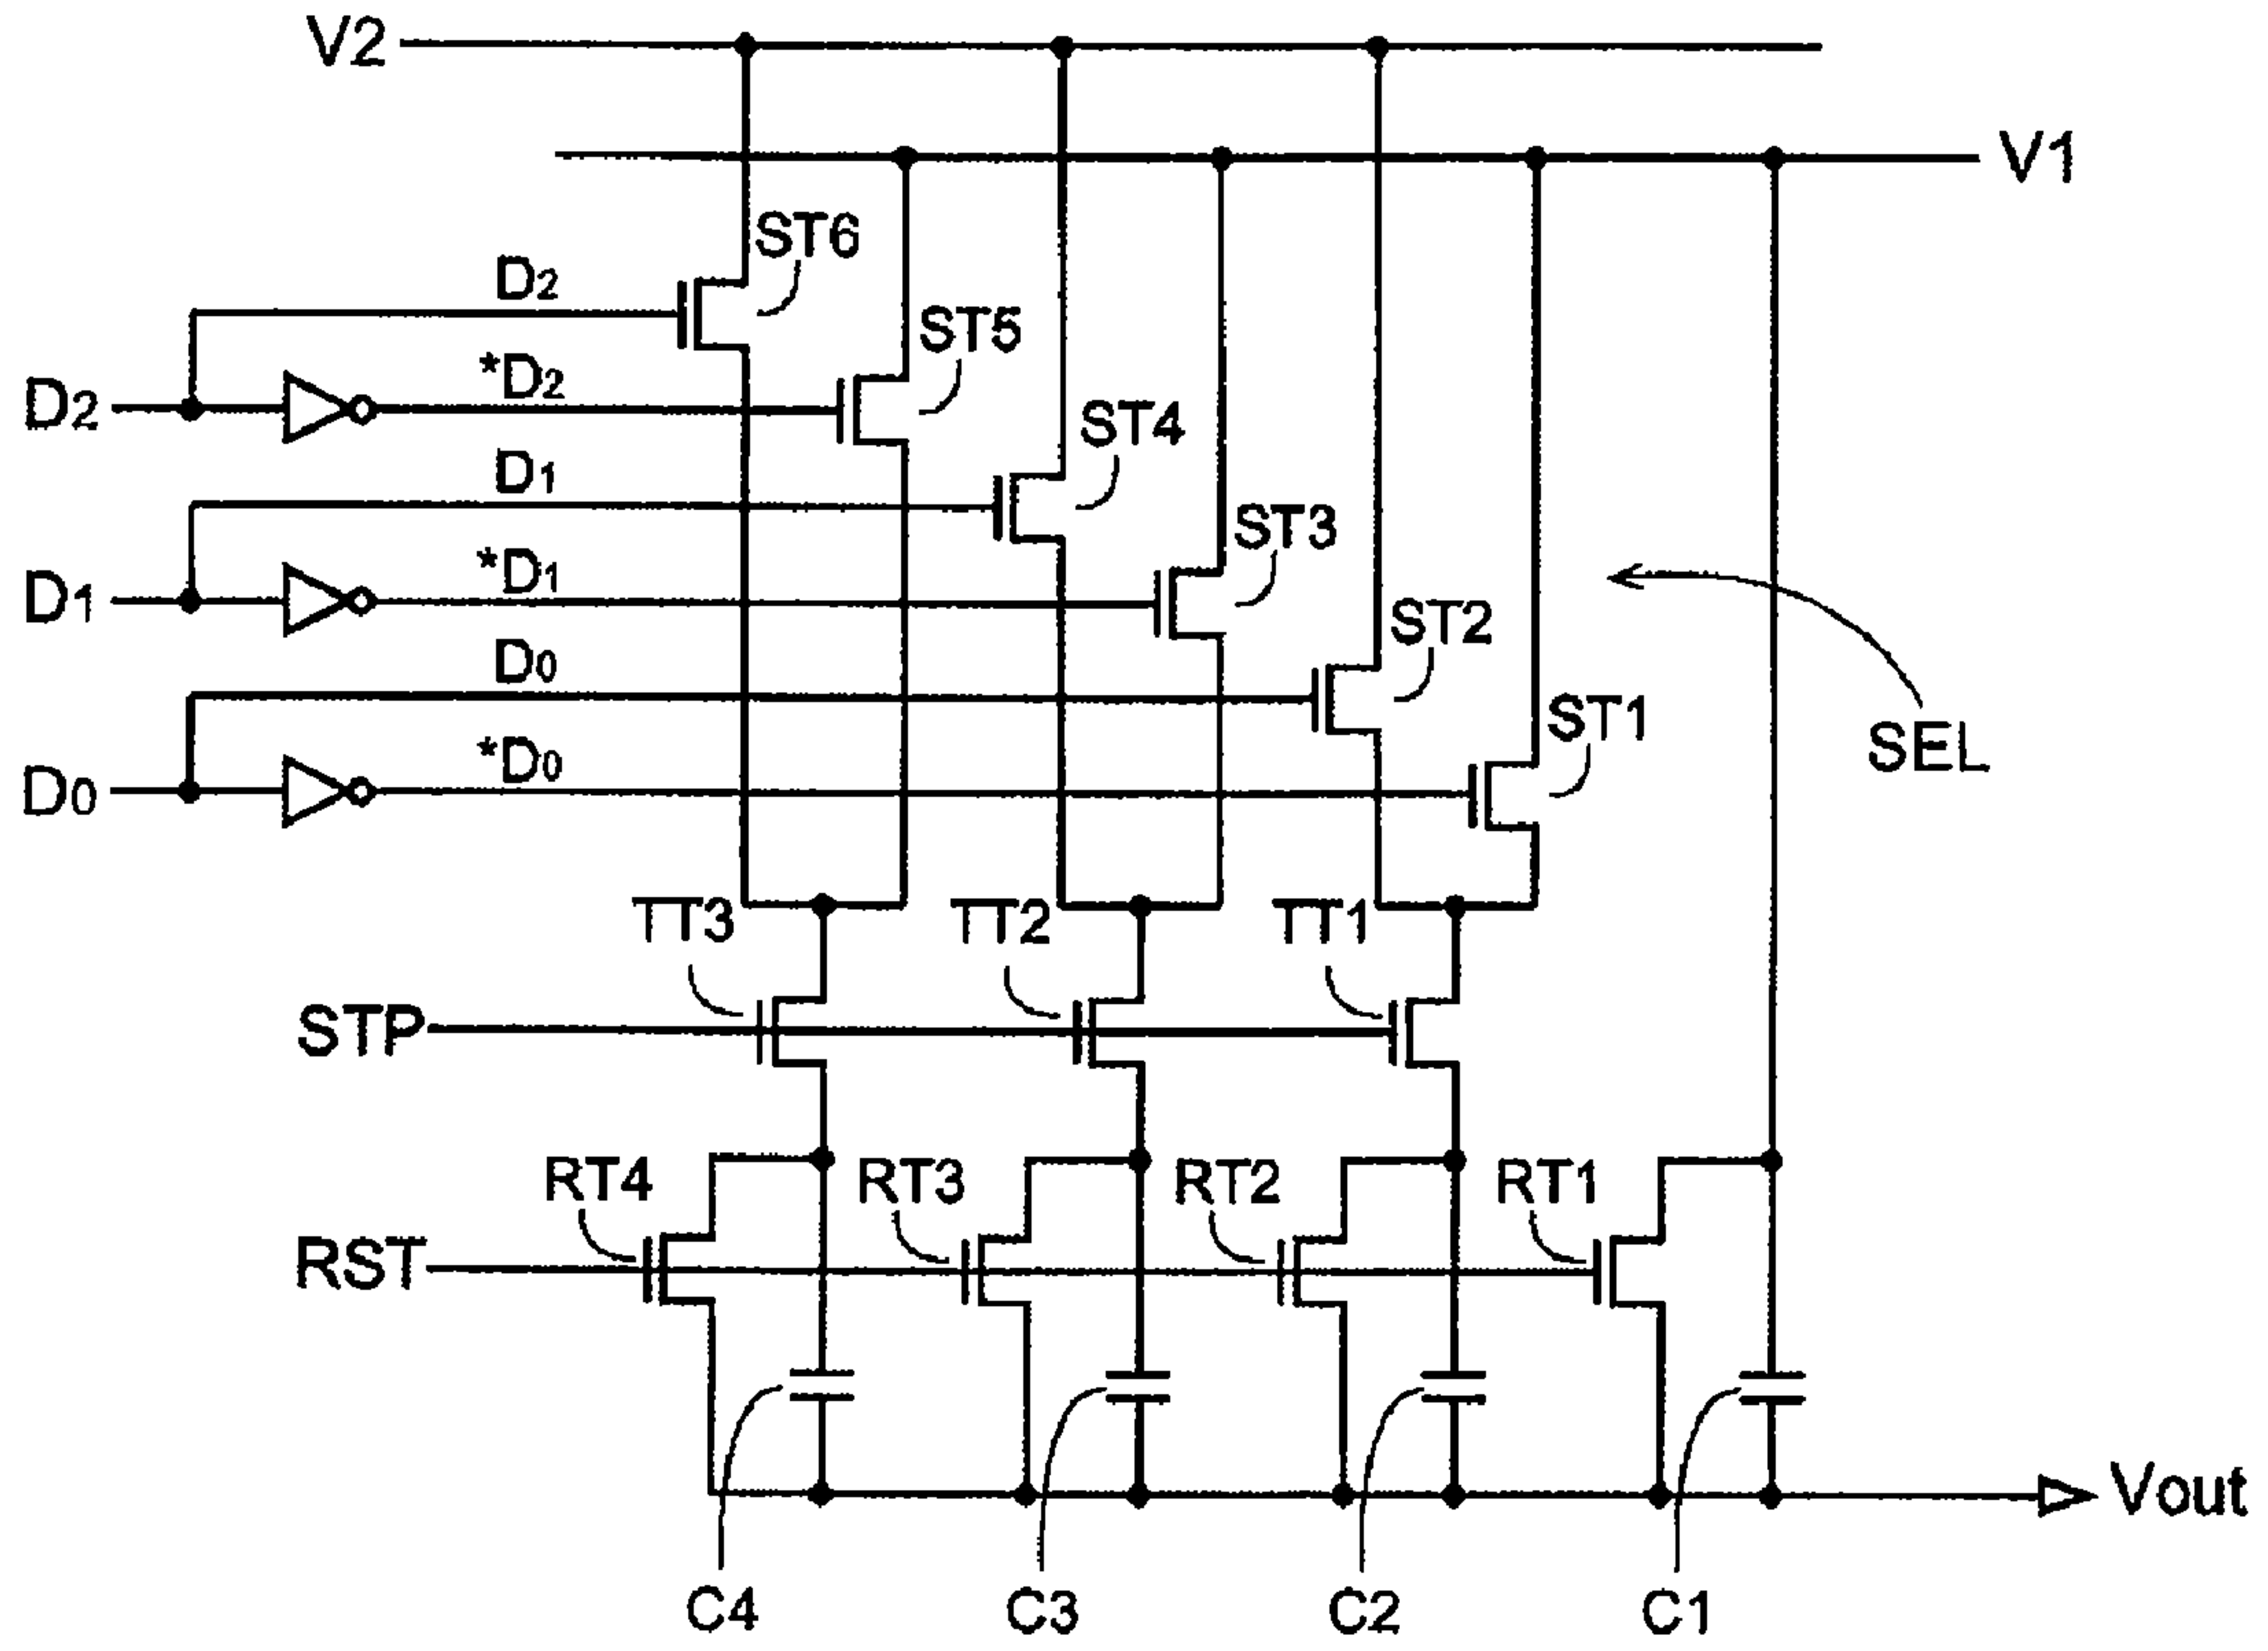 V2
V1
ST6
D2
ST5
*D2
D2
ST4
D1
ST3
*D1
D1
ST2
D0
ST1
SEL
*D0
D0
TT3
TT2
TT1
STP
RT4
RT3
RT2
RT1
RST
Vout
C4
C3
C2
C1